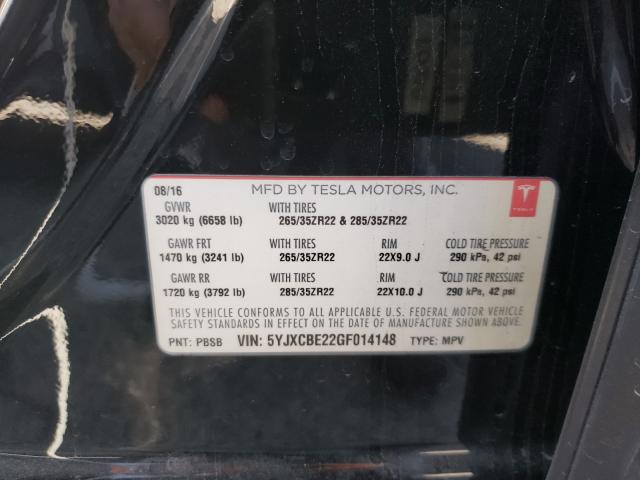 08/16 MFD BY TESLA MOTORS, INC.
GVWR WITH TIRES
3020 kg (6658 lb) 265/35ZR22 & 285/35ZR22
GAWR FRT WITH TIRES RIM COLD TIRE PRESSURE
1470 kg (3241 lb) 265/35ZR22 22X9.0 J 290 kPa, 42 psi
GAWR RR WITH TIRES RIM COLD TIRE PRESSURE
1720 kg (3792 lb) 285/35ZR22 22X10.0 J 290 kPa, 42 psi
THIS VEHICLE CONFORMS TO ALL APPLICABLE U.S. FEDERAL MOTOR VEHICLE
SAFETY STANDARDS IN EFFECT ON THE DATE OF MANUFACTURE SHOWN ABOVE.
PNT: PBSB VIN: 5YJXCBE22GF014148 TYPE: MPV
TESLA